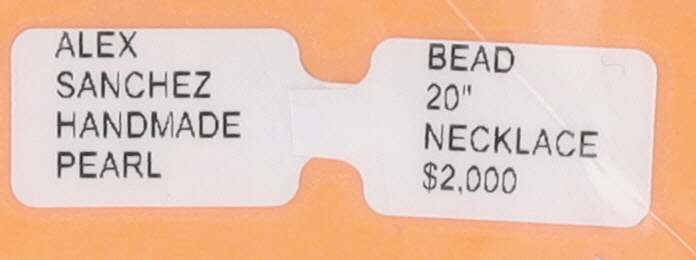 ALEX
SANCHEZ
HANDMADE
PEARL
BEAD
20"
NECKLACE
$2,000